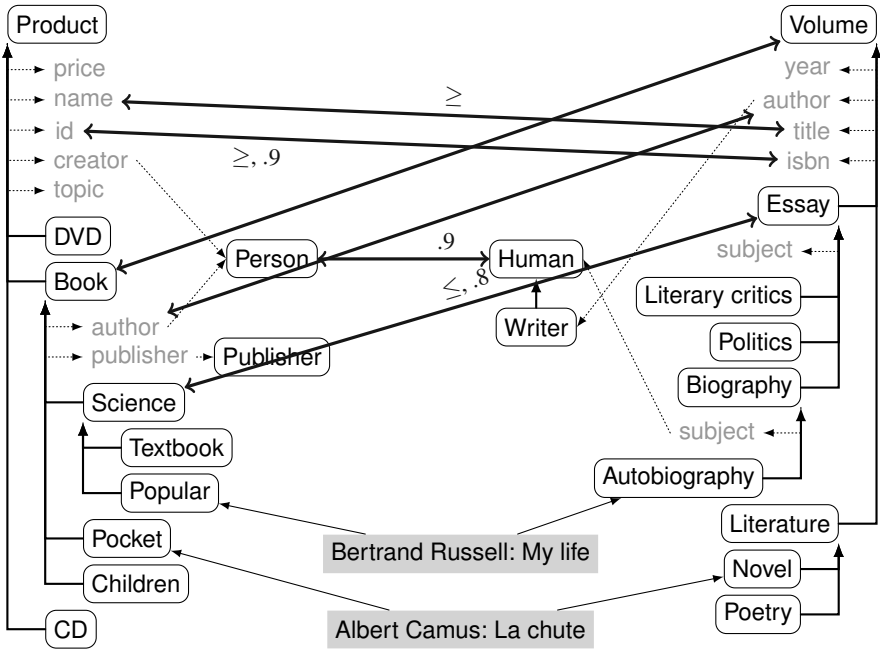 Product
Volume
price
year
name
≥
author
id
title
creator
≥, .9
isbn
topic
Essay
DVD
subject
Person
.9
Human
Book
≤, .8
Literary critics
author
Writer
publisher
Publisher
Politics
Science
Biography
Textbook
subject
Popular
Autobiography
Pocket
Literature
Bertrand Russell: My life
Children
Novel
CD
Albert Camus: La chute
Poetry